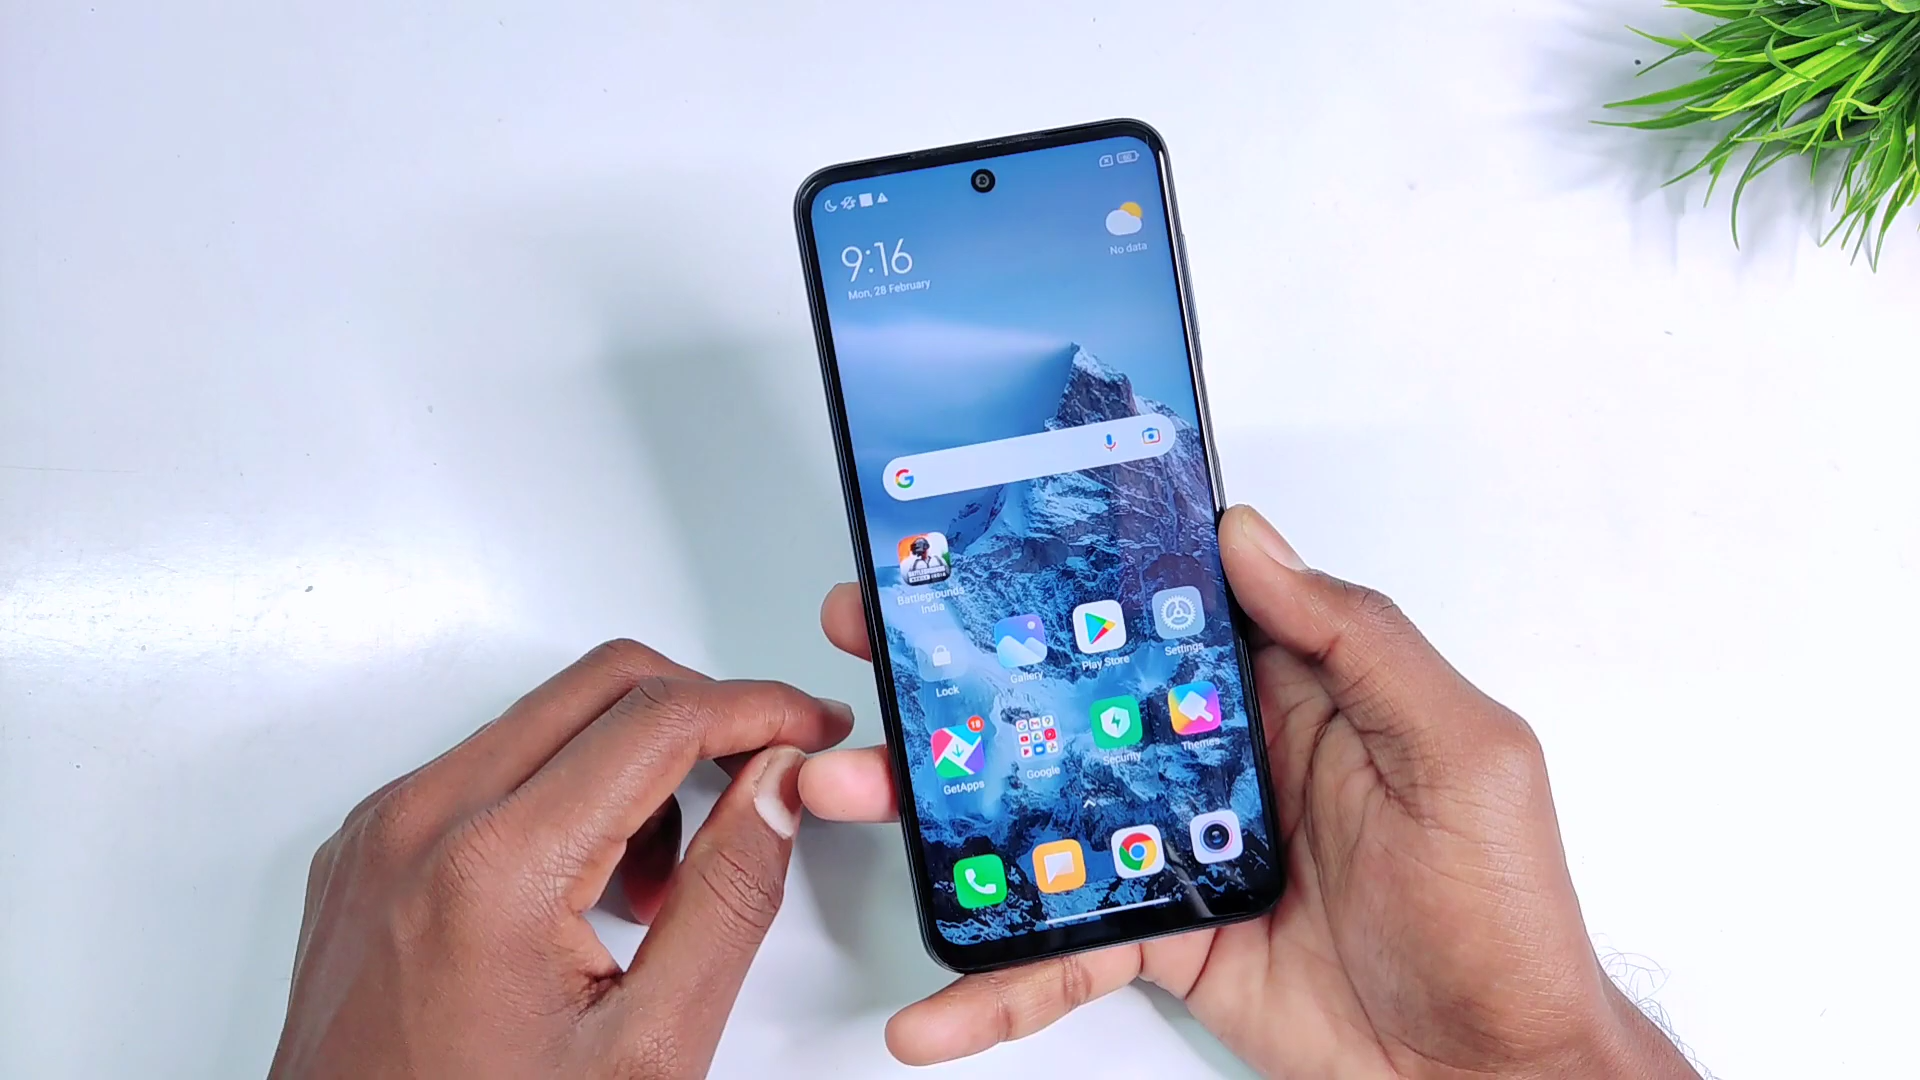 9:16
Mon, 28 February
No data
Battlegrounds
India
Lock
Gallery
Play Store
Settings
18
GetApps
Google
Security
Themes